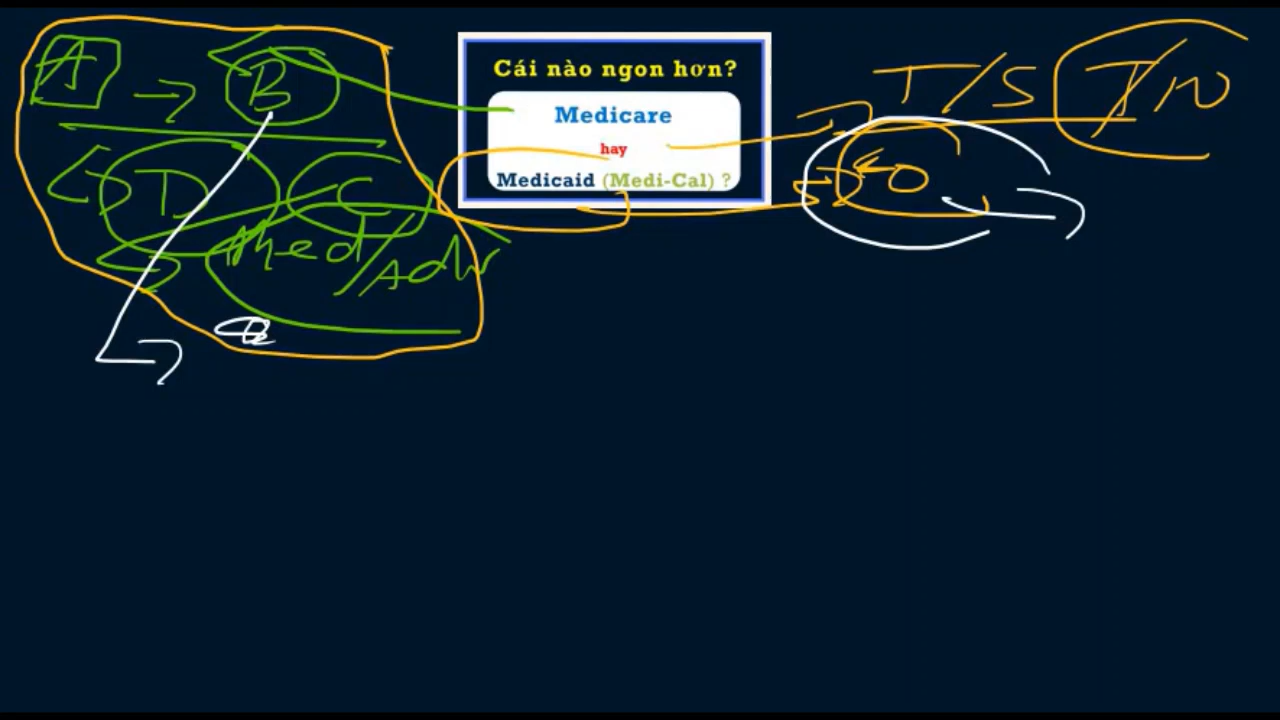 A → B
D C
Med/Adv
Cái nào ngon hơn?
Medicare
hay
Medicaid (Medi-Cal) ?
T/S T/N
O